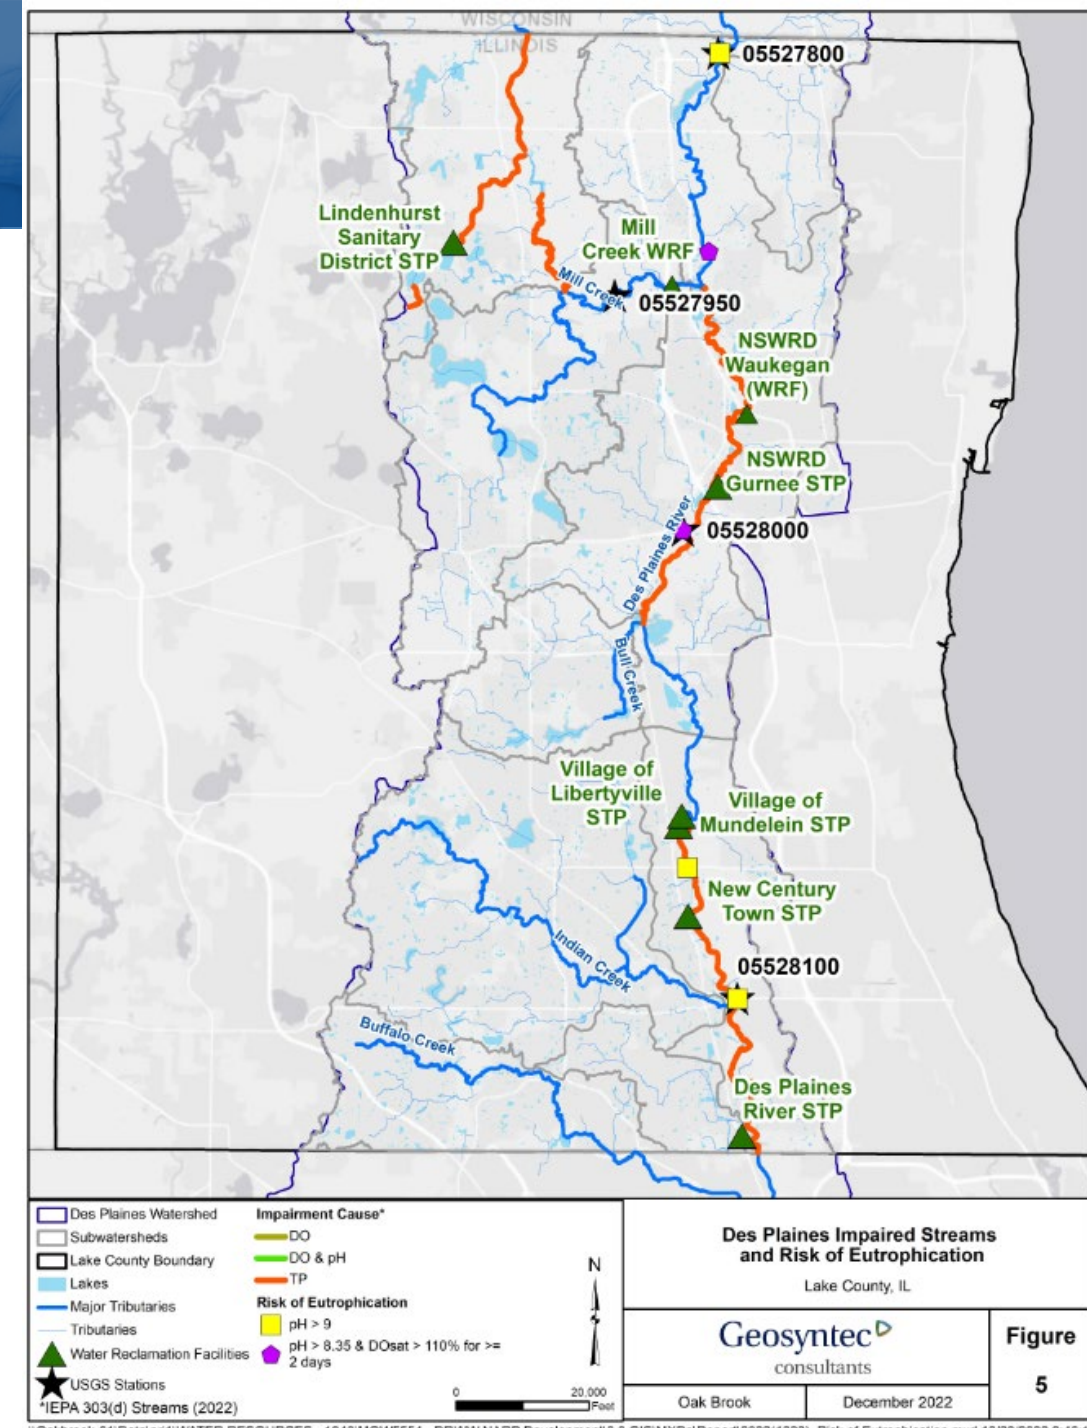 WISCONSIN
ILLINOIS
05527800
Lindenhurst
Sanitary
District STP
Mill
Creek WRF
Mill Creek
05527950
NSWRD
Waukegan
(WRF)
NSWRD
Gurnee STP
Des Plaines River
05528000
Bull Creek
Village of
Libertyville
STP
Village of
Mundelein STP
New Century
Town STP
Indian Creek
05528100
Buffalo Creek
Des Plaines
River STP
Des Plaines Watershed
Subwatersheds
Lake County Boundary
Lakes
Major Tributaries
Tributaries
Water Reclamation Facilities
USGS Stations
*IEPA 303(d) Streams (2022)
Impairment Cause*
DO
DO & pH
TP
Risk of Eutrophication
pH > 9
pH > 8.35 & DOsat > 110% for >=
2 days
N
0 20,000
Feet
Des Plaines Impaired Streams
and Risk of Eutrophication
Lake County, IL
Geosyntec
consultants
Figure
5
Oak Brook
December 2022